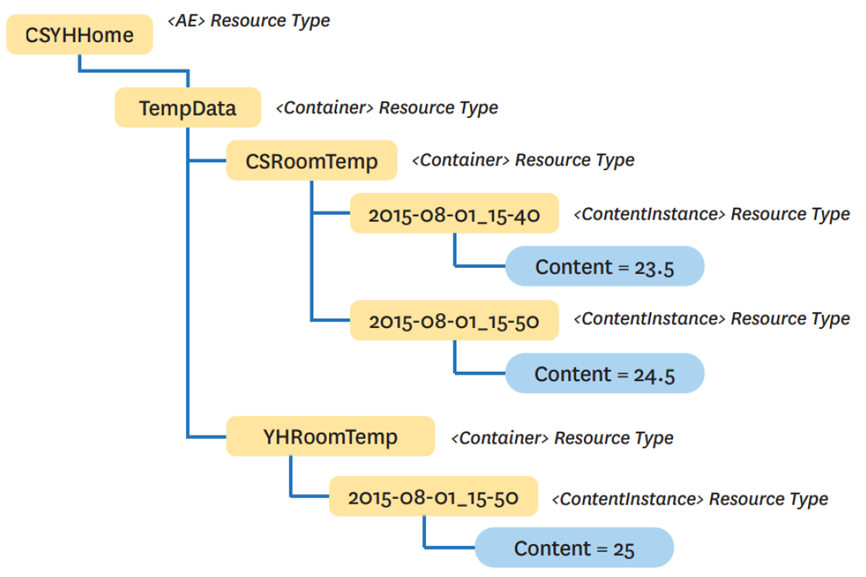 CSYHHome <AE> Resource Type
TempData <Container> Resource Type
CSRoomTemp <Container> Resource Type
2015-08-01_15-40 <ContentInstance> Resource Type
Content = 23.5
2015-08-01_15-50 <ContentInstance> Resource Type
Content = 24.5
YHRoomTemp <Container> Resource Type
2015-08-01_15-50 <ContentInstance> Resource Type
Content = 25